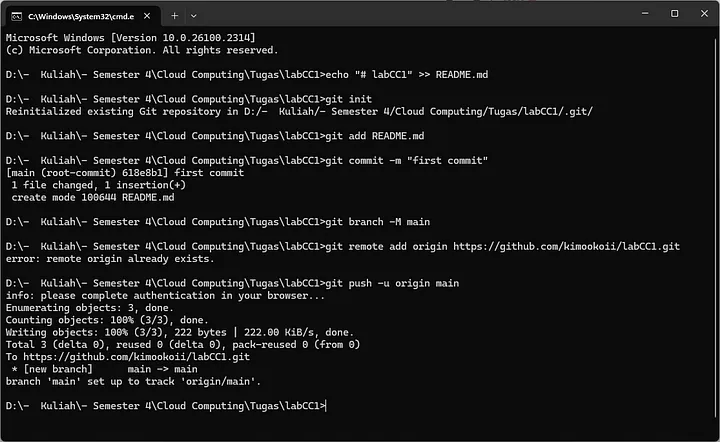 C:\Windows\System32\cmd.e
Microsoft Windows [Version 10.0.26100.2314]
(c) Microsoft Corporation. All rights reserved.
D:\-  Kuliah\- Semester 4\Cloud Computing\Tugas\labCC1>echo "# labCC1" >> README.md
D:\-  Kuliah\- Semester 4\Cloud Computing\Tugas\labCC1>git init
Reinitialized existing Git repository in D:/-  Kuliah/- Semester 4/Cloud Computing/Tugas/labCC1/.git/
D:\-  Kuliah\- Semester 4\Cloud Computing\Tugas\labCC1>git add README.md
D:\-  Kuliah\- Semester 4\Cloud Computing\Tugas\labCC1>git commit -m "first commit"
[main (root-commit) 618e8b1] first commit
 1 file changed, 1 insertion(+)
 create mode 100644 README.md
D:\-  Kuliah\- Semester 4\Cloud Computing\Tugas\labCC1>git branch -M main
D:\-  Kuliah\- Semester 4\Cloud Computing\Tugas\labCC1>git remote add origin https://github.com/kimookoii/labCC1.git
error: remote origin already exists.
D:\-  Kuliah\- Semester 4\Cloud Computing\Tugas\labCC1>git push -u origin main
info: please complete authentication in your browser...
Enumerating objects: 3, done.
Counting objects: 100% (3/3), done.
Writing objects: 100% (3/3), 222 bytes | 222.00 KiB/s, done.
Total 3 (delta 0), reused 0 (delta 0), pack-reused 0 (from 0)
To https://github.com/kimookoii/labCC1.git
 * [new branch]      main -> main
branch 'main' set up to track 'origin/main'.
D:\-  Kuliah\- Semester 4\Cloud Computing\Tugas\labCC1>